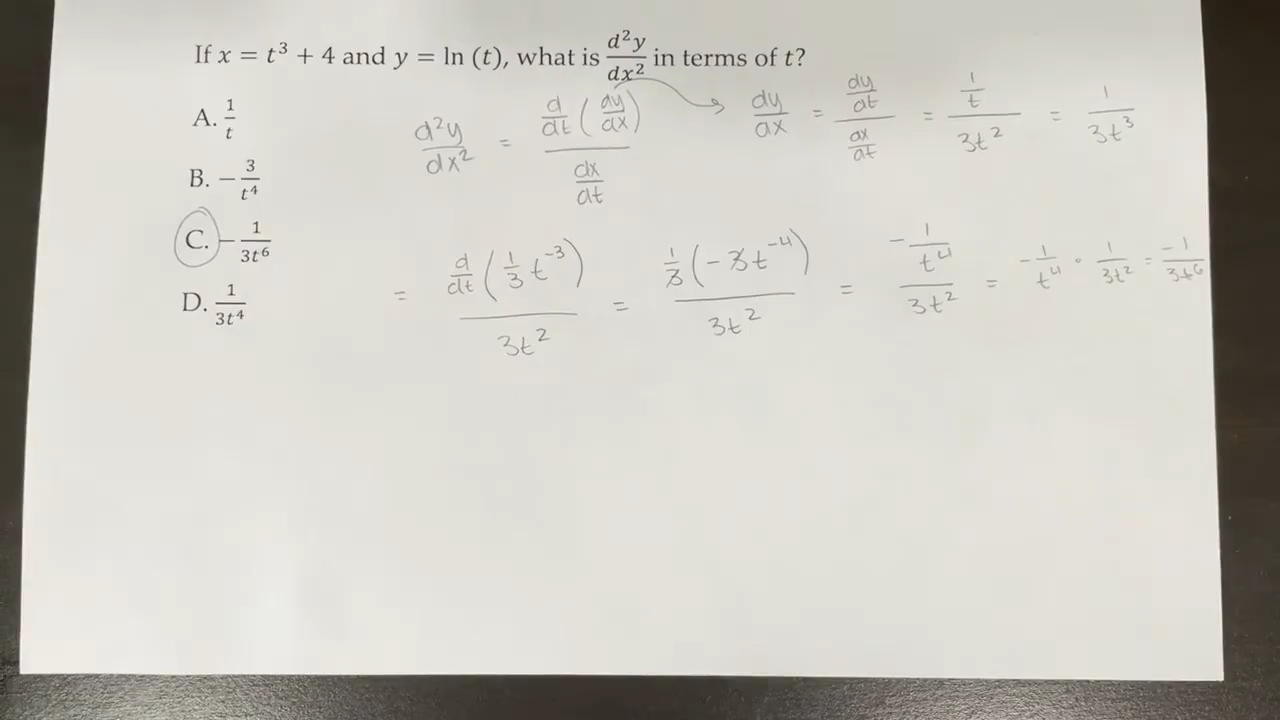 If x = t³ + 4 and y = ln (t), what is d²y/dx² in terms of t?
A. 1/t
B. − 3/t⁴
C. − 1/3t⁶
D. 1/3t⁴
d²y/dx² = d/dt (dy/dx) / dx/dt → dy/dx = dy/dt / dx/dt = 1/t / 3t² = 1/3t³
= d/dt (1/3 t⁻³) / 3t² = 1/3 (−3t⁻⁴) / 3t² = − 1/t⁴ / 3t² = − 1/t⁴ · 1/3t² = −1/3t⁶